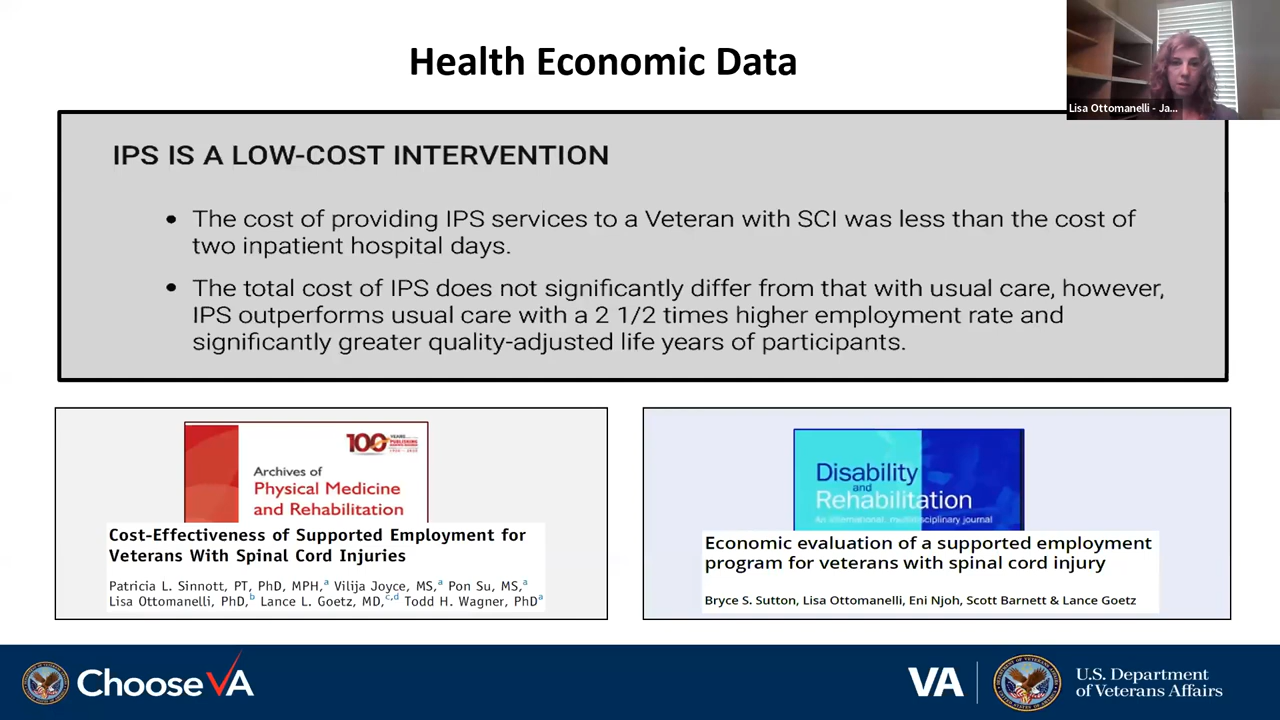 Health Economic Data
Lisa Ottomanelli - Ja...
IPS IS A LOW-COST INTERVENTION
• The cost of providing IPS services to a Veteran with SCI was less than the cost of
two inpatient hospital days.
• The total cost of IPS does not significantly differ from that with usual care, however,
IPS outperforms usual care with a 2 1/2 times higher employment rate and
significantly greater quality-adjusted life years of participants.
100 YEARS
Archives of
Physical Medicine
and Rehabilitation
Cost-Effectiveness of Supported Employment for
Veterans With Spinal Cord Injuries
Patricia L. Sinnott, PT, PhD, MPH,a Vilija Joyce, MS,a Pon Su, MS,a
Lisa Ottomanelli, PhD,b Lance L. Goetz, MD,c,d Todd H. Wagner, PhDa
Disability
and
Rehabilitation
An international, multidisciplinary journal
Economic evaluation of a supported employment
program for veterans with spinal cord injury
Bryce S. Sutton, Lisa Ottomanelli, Eni Njoh, Scott Barnett & Lance Goetz
ChooseVA
VA
U.S. Department
of Veterans Affairs